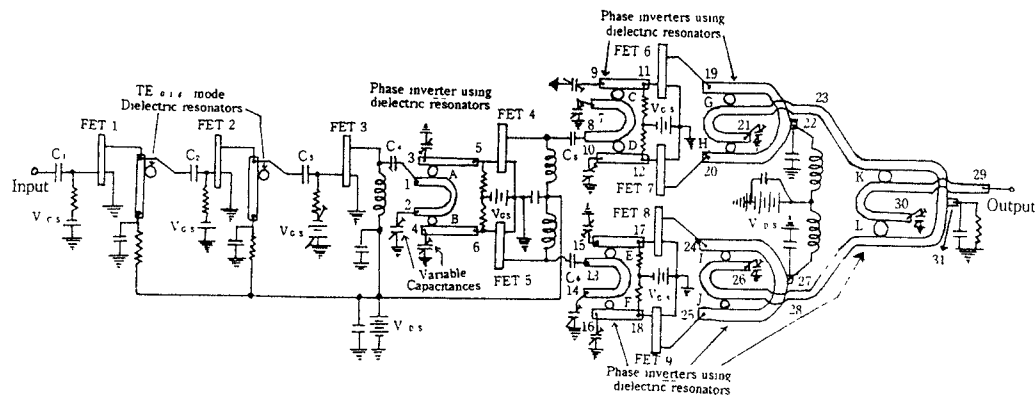 Phase inverters using
dielectric resonators
FET 6
9
11
19
TE₀₁δ mode
Dielectric resonators
Phase inverter using
dielectric resonators
FET 4
C
7
8
V G S
G
23
FET 1
FET 2
FET 3
C₄
3
5
C₅
D
21
22
C₁
C₂
C₃
A
10
12
H
20
K
29
Input
1
FET 7
30
Output
2
B
V G S
FET 8
V D S
L
V G S
V G S
V G S
4
6
15
17
24
I
31
Variable
Capacitances
FET 5
C₆
13
E
V G S
26
27
14
F
J
28
V D S
16
18
25
FET 9
Phase inverters using
dielectric resonators